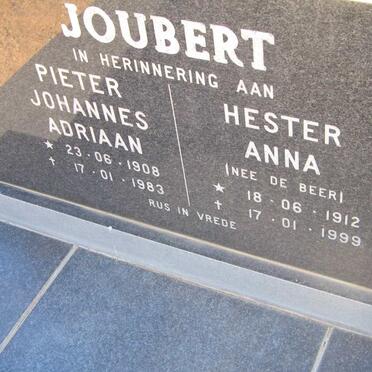 JOUBERT
IN HERINNERING AAN
PIETER
JOHANNES
ADRIAAN
★ 23·06·1908
✝ 17·01·1983
HESTER
ANNA
(NEE DE BEER)
★ 18·06·1912
✝ 17·01·1999
RUS IN VREDE